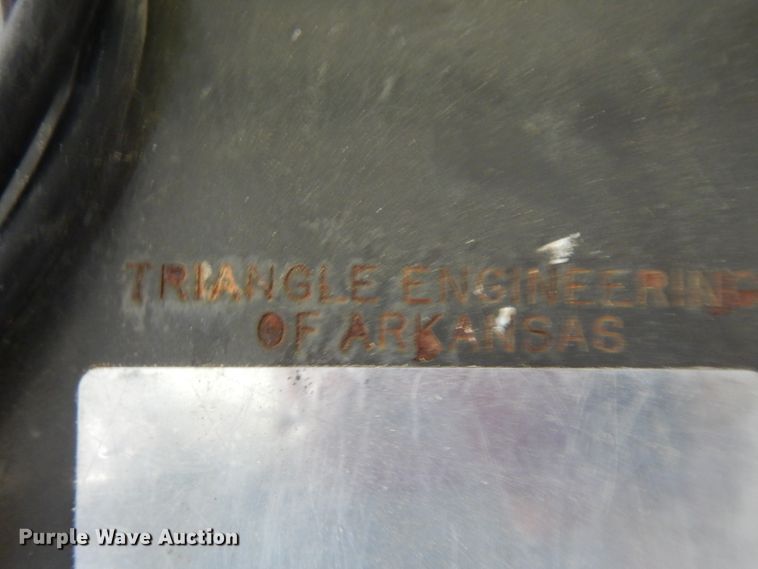 TRIANGLE ENGINEERING
OF ARKANSAS
Purple Wave Auction